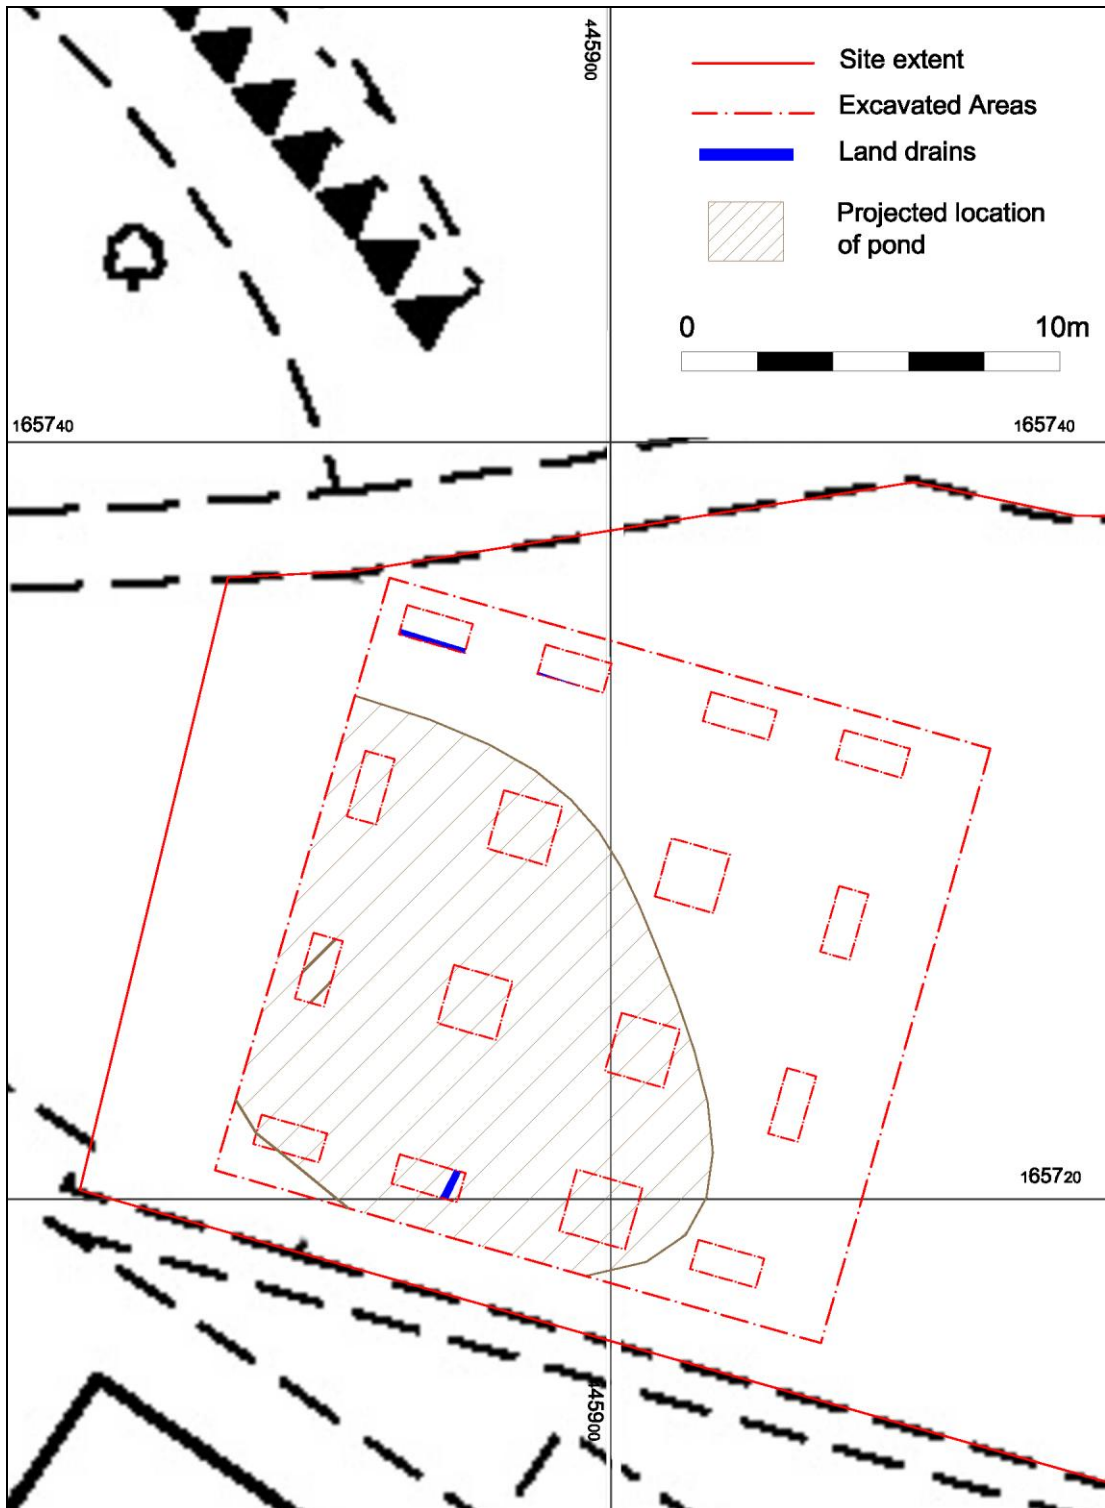 445900
Site extent
Excavated Areas
Land drains
Projected location
of pond
0 10m
165740 165740
165720
445900